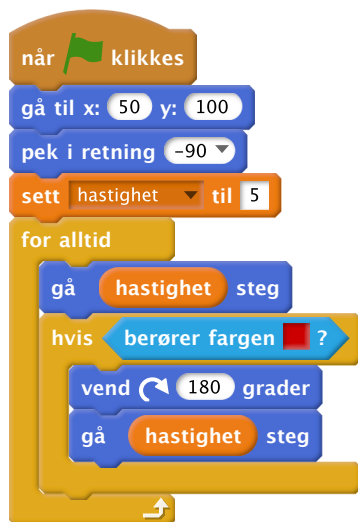 når klikkes
gå til x: 50 y: 100
pek i retning -90
sett hastighet til 5
for alltid
gå hastighet steg
hvis berører fargen ?
vend 180 grader
gå hastighet steg